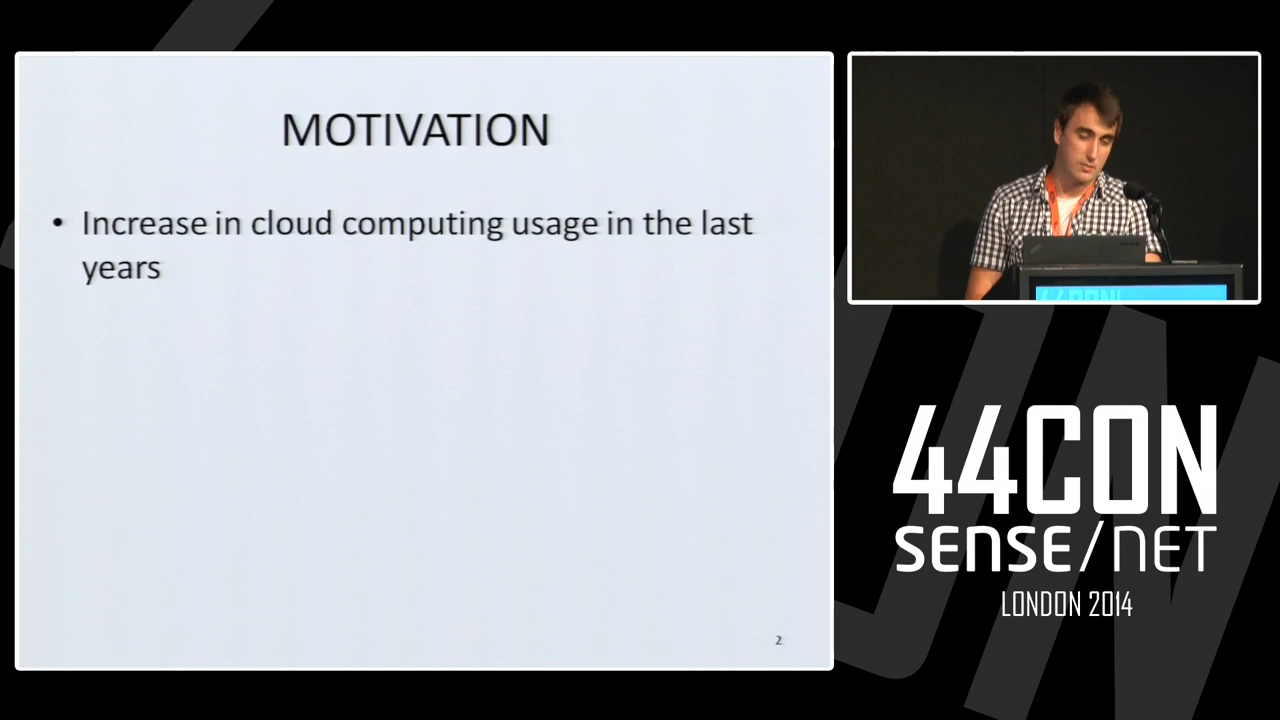 MOTIVATION
• Increase in cloud computing usage in the last
years
2
44CON
SENSE/NET
LONDON 2014